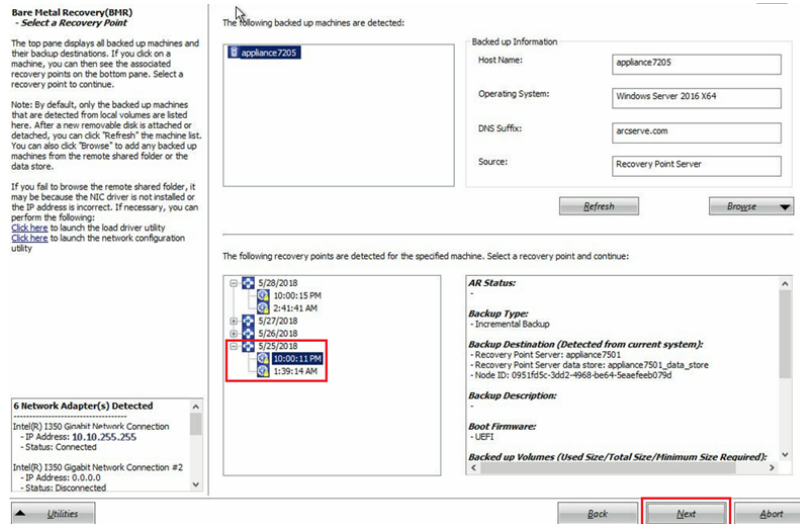 Bare Metal Recovery(BMR)
- Select a Recovery Point
The top pane displays all backed up machines and
their backup destinations. If you click on a
machine, you can then see the associated
recovery points on the bottom pane. Select a
recovery point to continue.
Note: By default, only the backed up machines
that are detected from local volumes are listed
here. After a new removable disk is attached or
detached, you can click "Refresh" the machine list.
You can also click "Browse" to add any backed up
machines from the remote shared folder or the
data store.
If you fail to browse the remote shared folder, it
may be because the NIC driver is not installed or
the IP address is incorrect. If necessary, you can
perform the following:
Click here to launch the load driver utility
Click here to launch the network configuration
utility
6 Network Adapter(s) Detected
Intel(R) I350 Gigabit Network Connection
- IP Address: 10.10.255.255
- Status: Connected
Intel(R) I350 Gigabit Network Connection #2
- IP Address: 0.0.0.0
- Status: Disconnected
The following backed up machines are detected:
appliance7205
Backed up Information
Host Name: appliance7205
Operating System: Windows Server 2016 X64
DNS Suffix: arcserve.com
Source: Recovery Point Server
Refresh
Browse
The following recovery points are detected for the specified machine. Select a recovery point and continue:
5/28/2018
10:00:15 PM
2:41:41 AM
5/27/2018
5/26/2018
5/25/2018
10:00:11 PM
1:39:14 AM
AR Status:
-
Backup Type:
- Incremental Backup
Backup Destination (Detected from current system):
- Recovery Point Server: appliance7501
- Recovery Point Server data store: appliance7501_data_store
- Node ID: 0951fd5c-3dd2-4968-be64-5eaefeeb079d
Backup Description:
-
Boot Firmware:
- UEFI
Backed up Volumes (Used Size/Total Size/Minimum Size Required):
Utilities
Back
Next
Abort